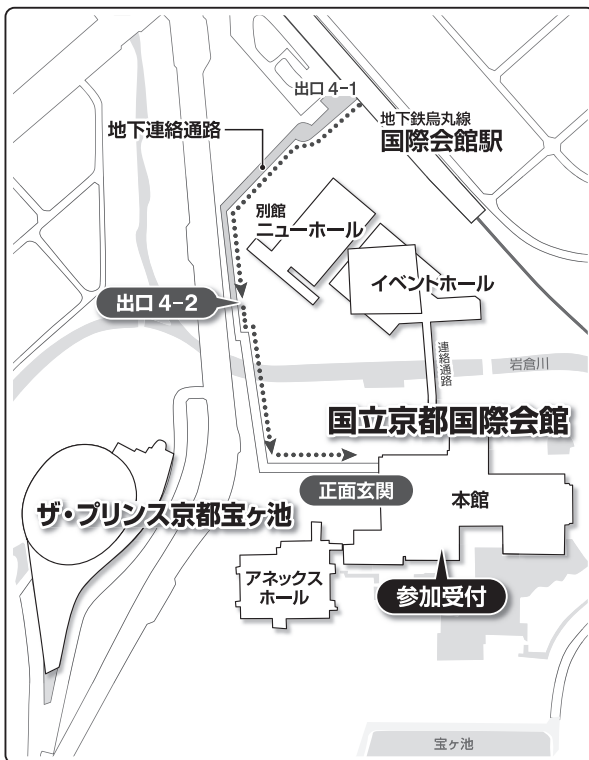 出口 4-1
地下鉄烏丸線
国際会館駅
地下連絡通路
別館
ニューホール
イベントホール
出口 4-2
連絡通路
岩倉川
国立京都国際会館
正面玄関
本館
ザ・プリンス京都宝ヶ池
アネックス
ホール
参加受付
宝ヶ池